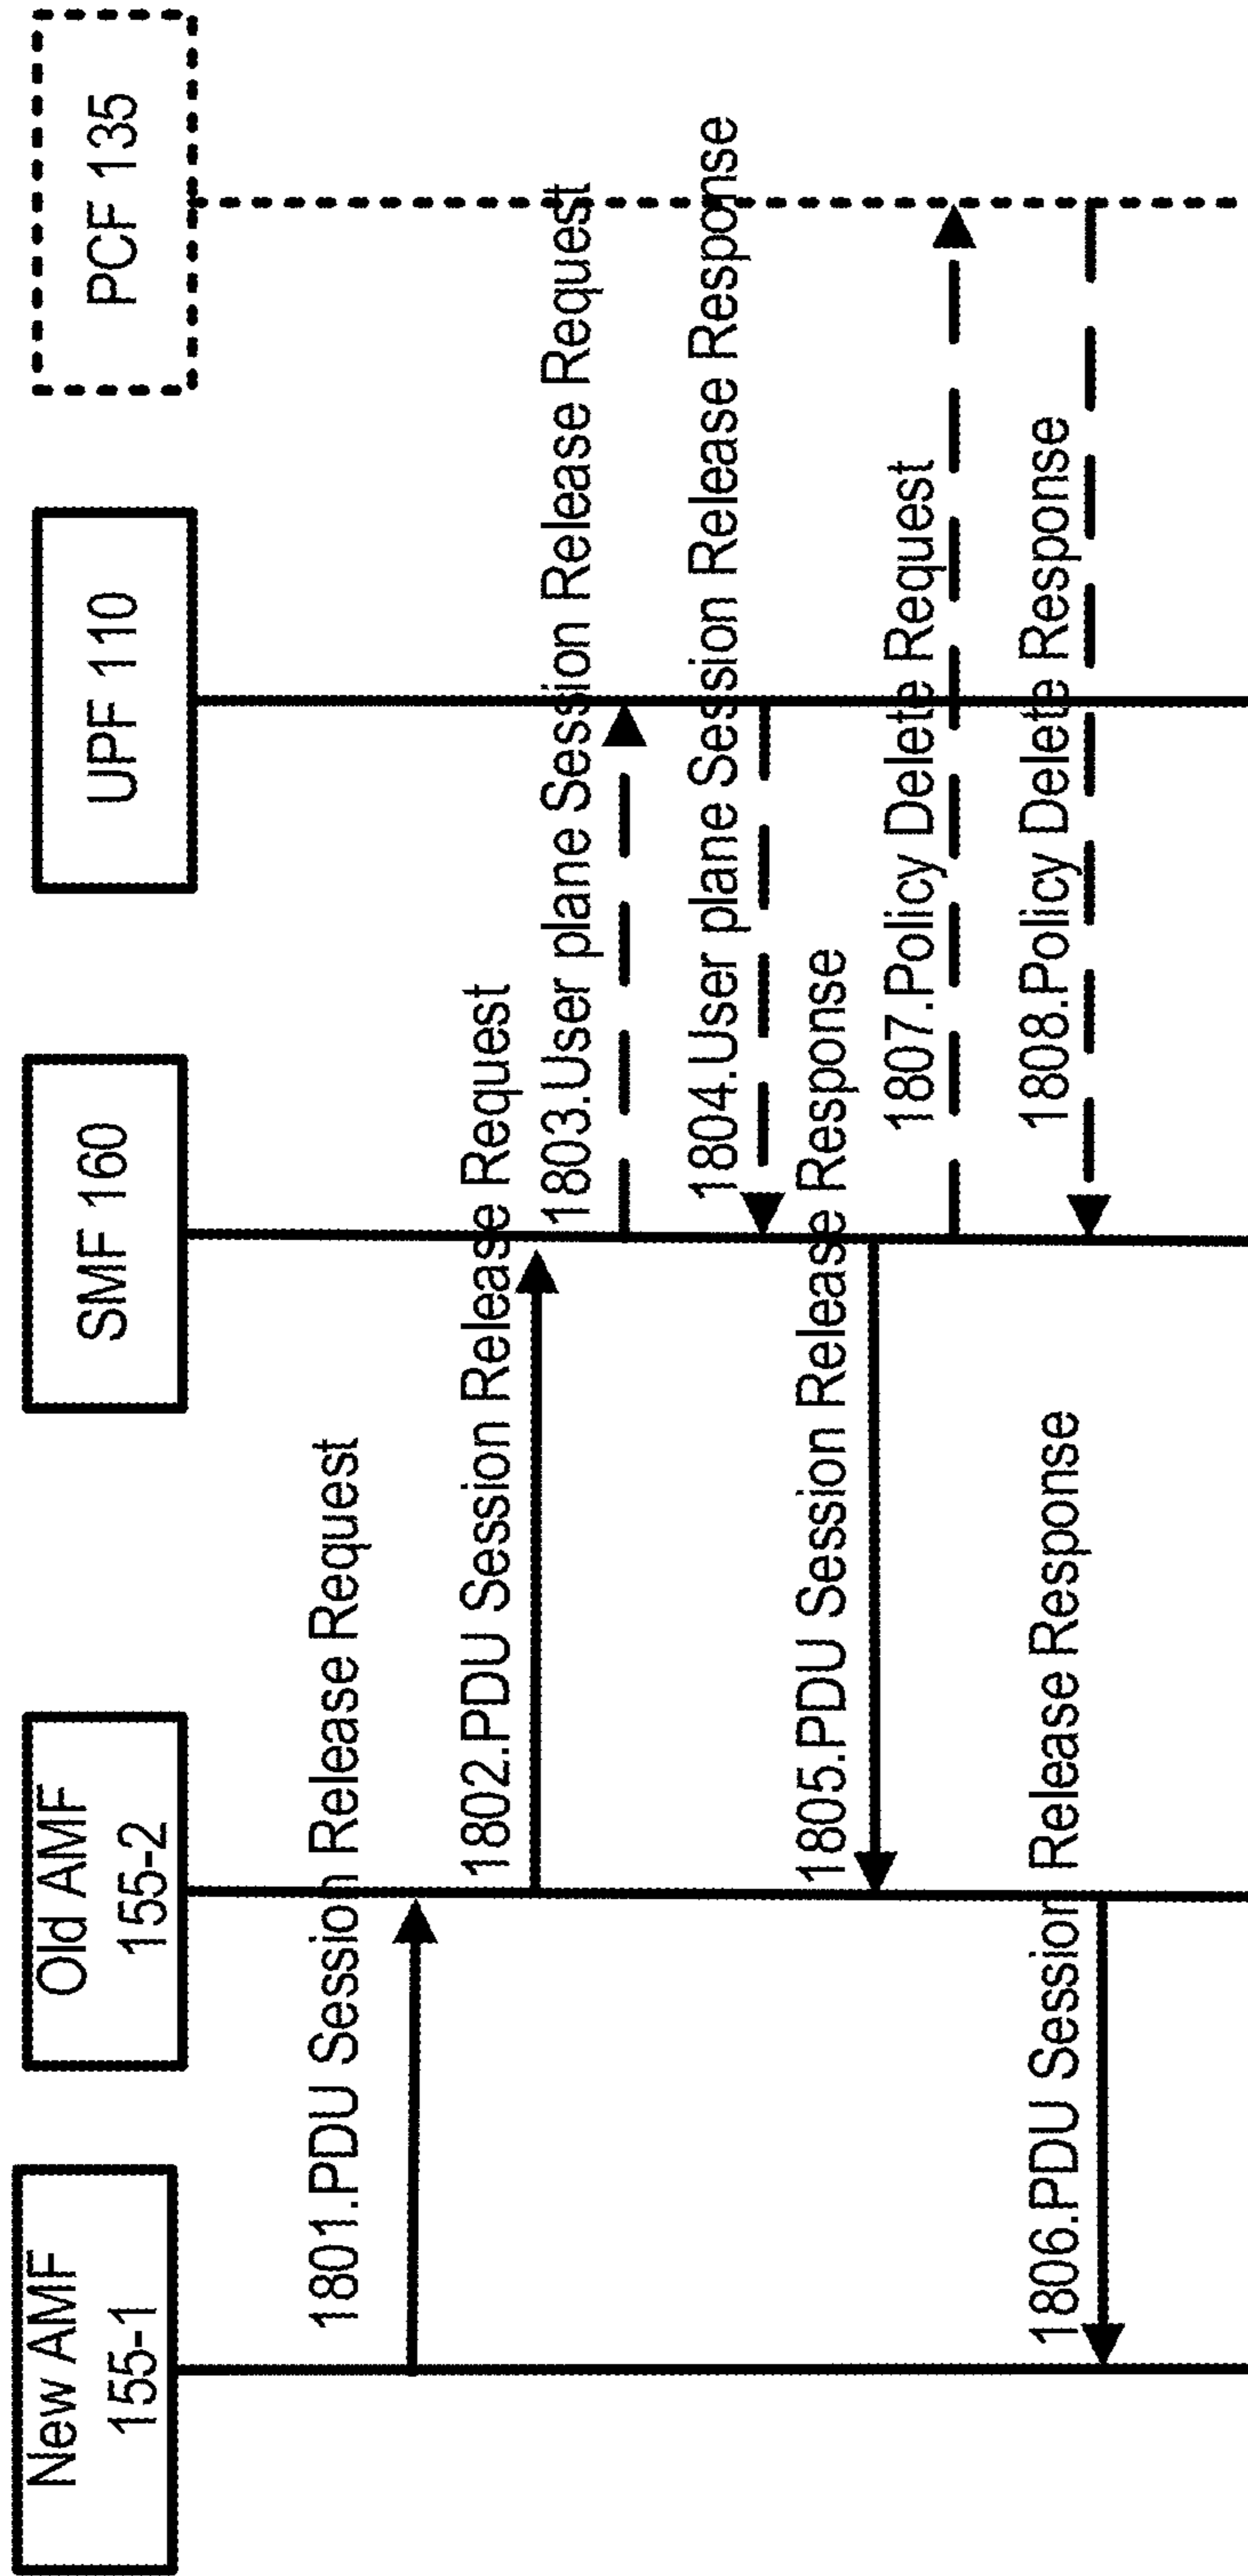 New AMF
155-1
Old AMF
155-2
SMF 160
UPF 110
PCF 135
1801.PDU Session Release Request
1802.PDU Session Release Request
1803.User plane Session Release Request
1804.User plane Session Release Response
1805.PDU Session Release Response
1807.Policy Delete Request
1808.Policy Delete Response
1806.PDU Session Release Response